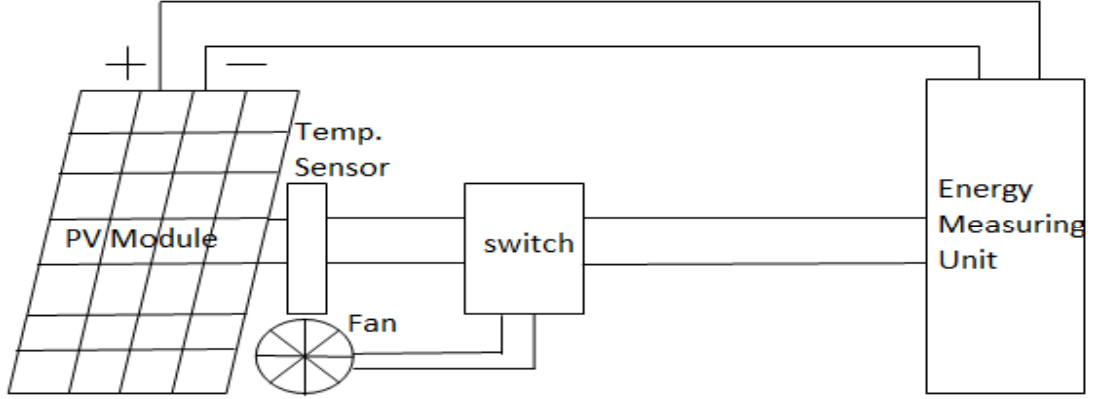 + —
Temp.
Sensor
PV Module
switch
Energy
Measuring
Unit
Fan